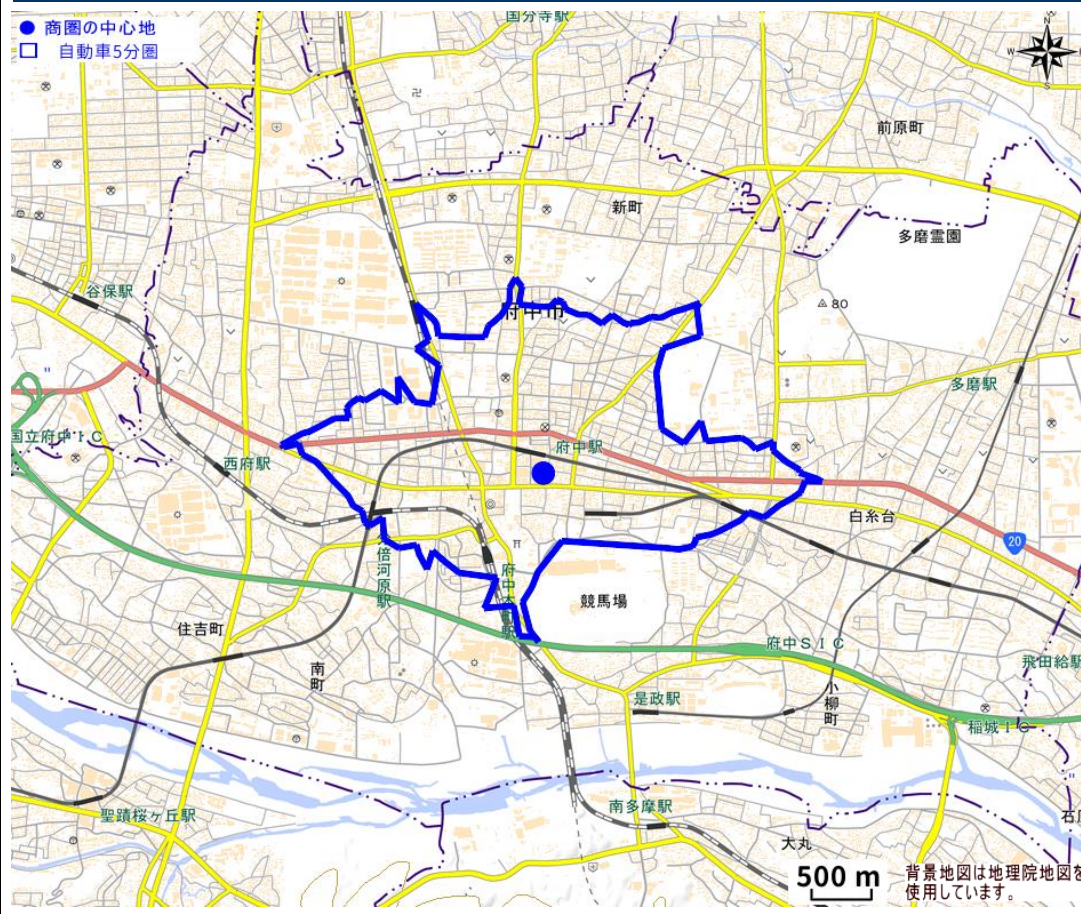 商圏の中心地
自動車5分圏
国分寺駅
N
W
S
前原町
新町
多磨霊園
谷保駅
80
府中市
多磨駅
国立府中IC
西府駅
府中駅
白糸台
20
倍河原駅
府中本町駅
競馬場
住吉町
府中SIC
南町
飛田給駅
是政駅
小柳町
稲城IC
聖蹟桜ヶ丘駅
南多摩駅
大丸
500 m
背景地図は地理院地図を
使用しています。